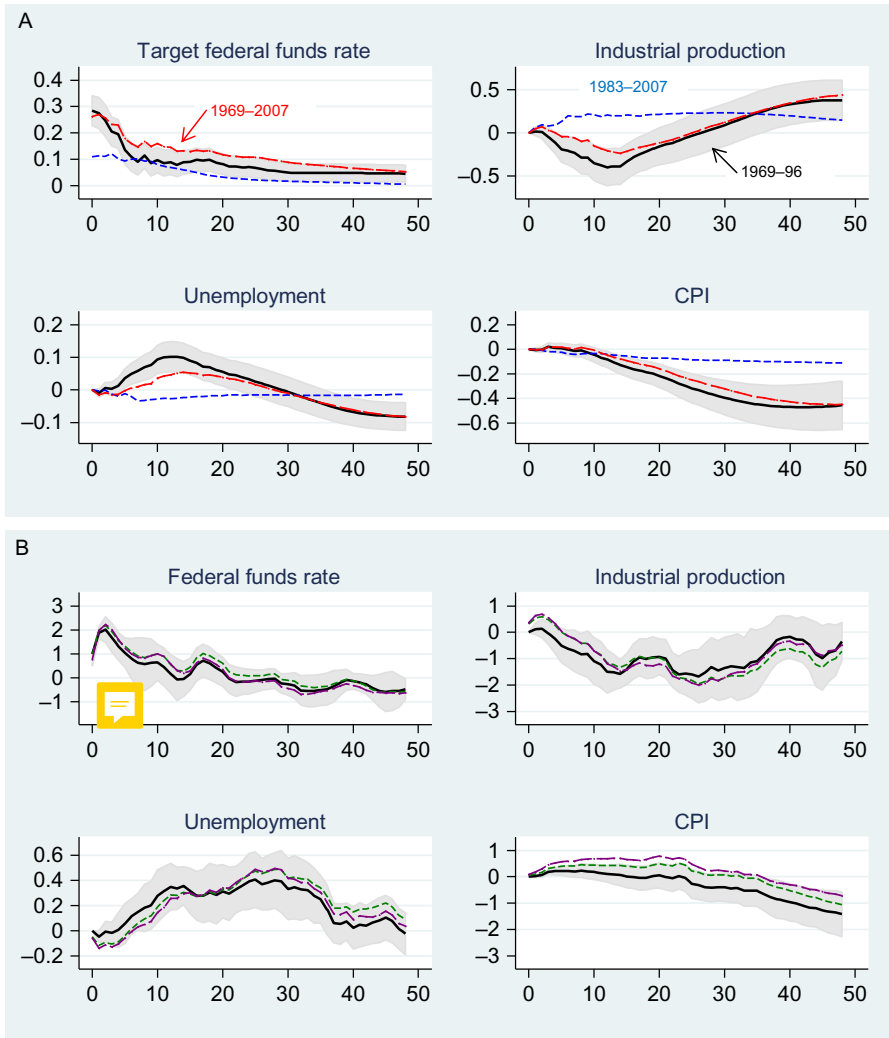 A
Target federal funds rate
0.4
0.3
0.2
0.1
0
1969–2007
0 10 20 30 40 50
Industrial production
0.5
0
–0.5
1983–2007
1969–96
0 10 20 30 40 50
Unemployment
0.2
0.1
0
–0.1
0 10 20 30 40 50
CPI
0.2
0
–0.2
–0.4
–0.6
0 10 20 30 40 50
B
Federal funds rate
3
2
1
0
–1
0 10 20 30 40 50
Industrial production
1
0
–1
–2
–3
0 10 20 30 40 50
Unemployment
0.6
0.4
0.2
0
–0.2
0 10 20 30 40 50
CPI
1
0
–1
–2
–3
0 10 20 30 40 50